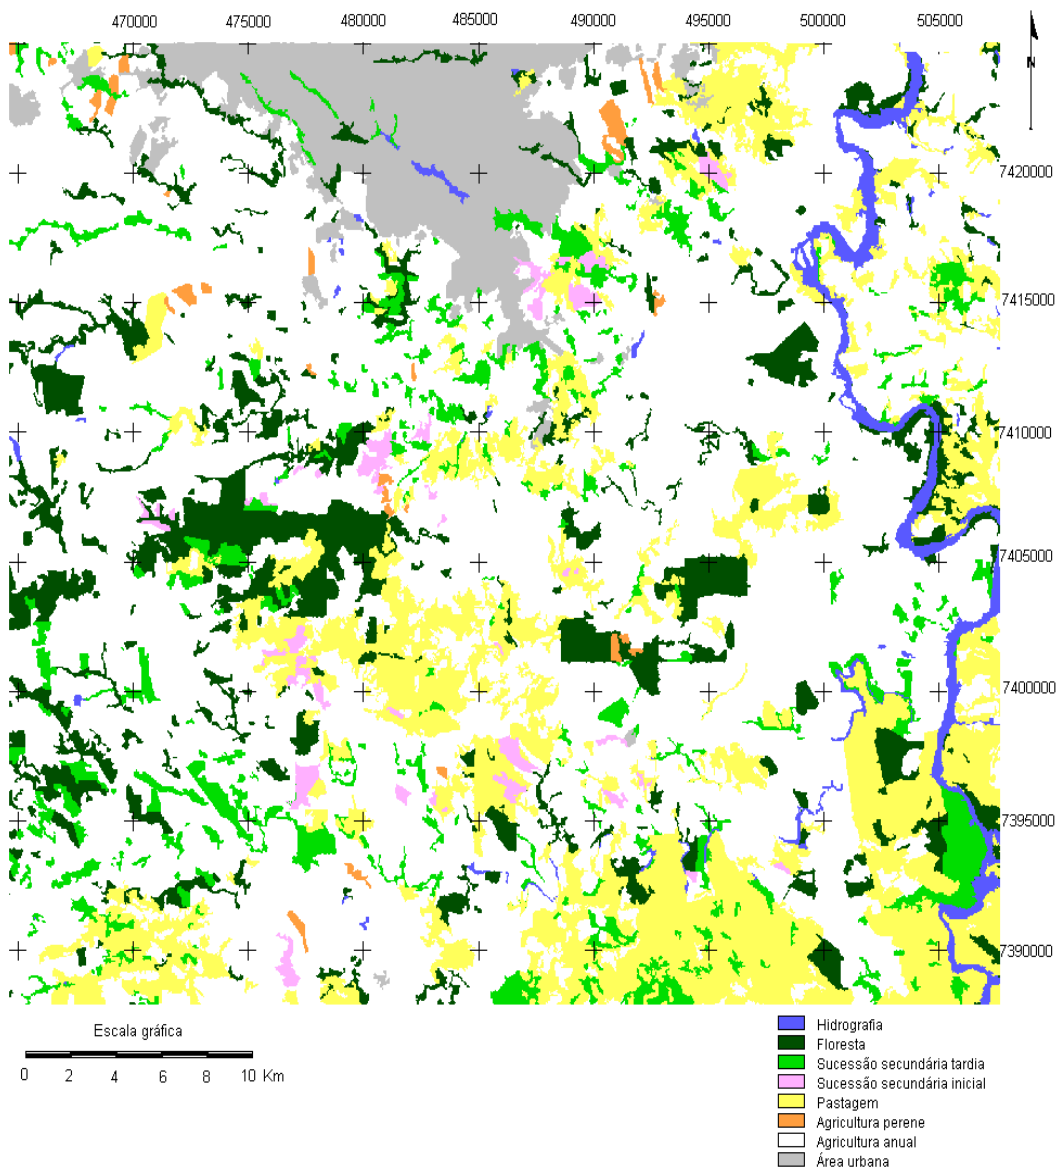 470000 475000 480000 485000 490000 495000 500000 505000
N
7420000
7415000
7410000
7405000
7400000
7395000
7390000
Escala gráfica
0 2 4 6 8 10 Km
Hidrografia
Floresta
Sucessão secundária tardia
Sucessão secundária inicial
Pastagem
Agricultura perene
Agricultura anual
Área urbana